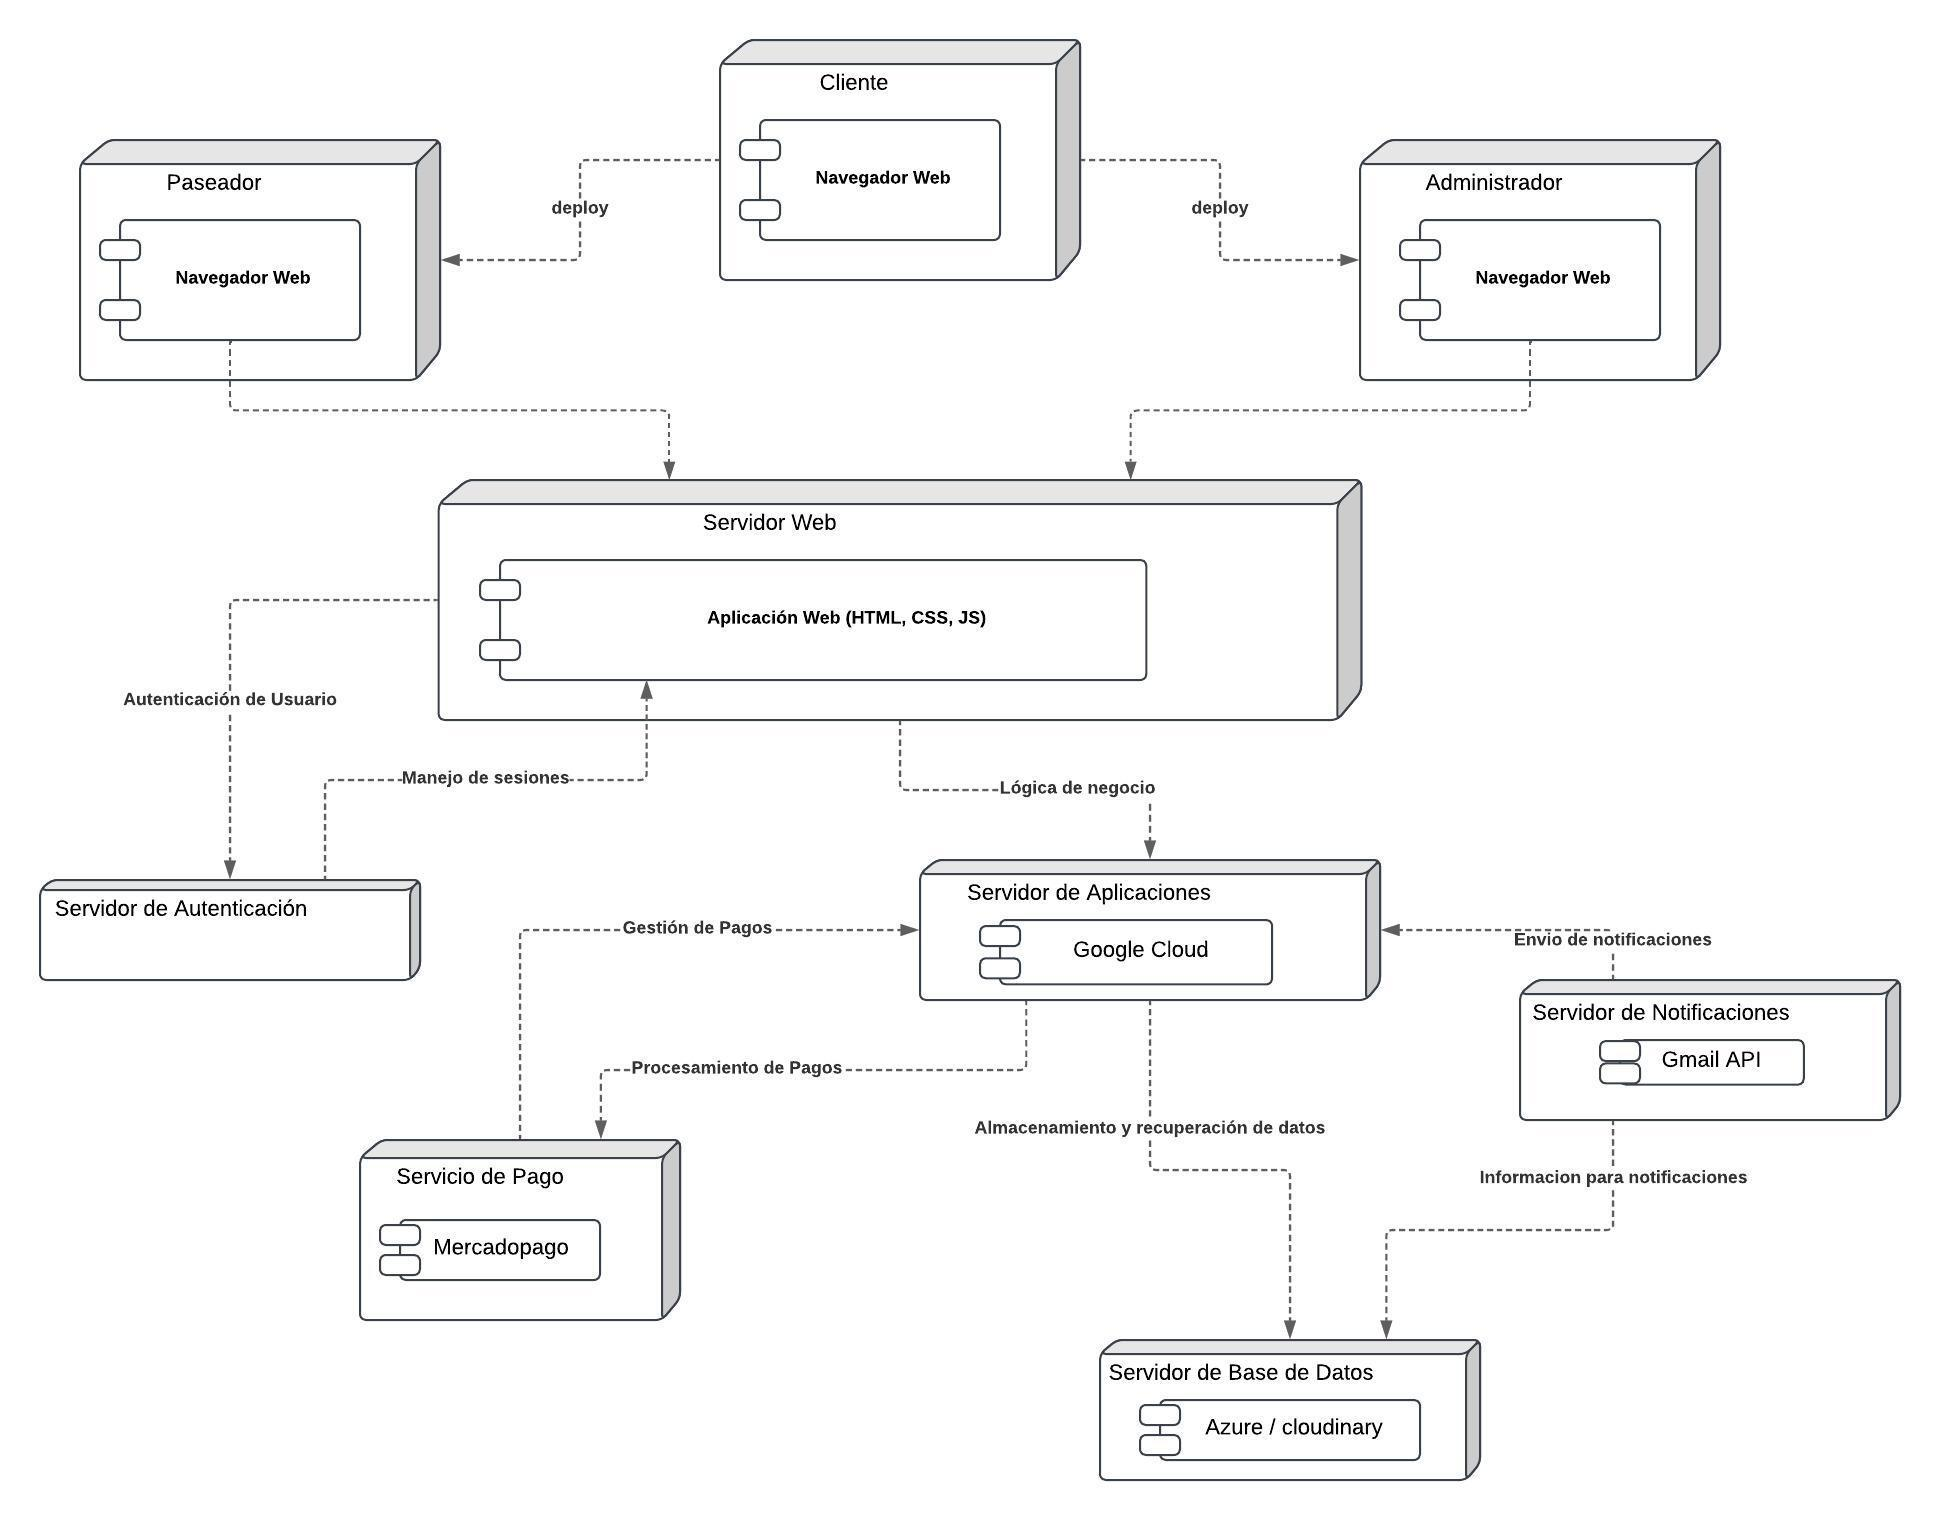 Cliente
Navegador Web
Paseador
Navegador Web
Administrador
Navegador Web
deploy
deploy
Servidor Web
Aplicación Web (HTML, CSS, JS)
Autenticación de Usuario
Manejo de sesiones
Lógica de negocio
Servidor de Autenticación
Servidor de Aplicaciones
Google Cloud
Gestión de Pagos
Envio de notificaciones
Servidor de Notificaciones
Gmail API
Procesamiento de Pagos
Almacenamiento y recuperación de datos
Informacion para notificaciones
Servicio de Pago
Mercadopago
Servidor de Base de Datos
Azure / cloudinary